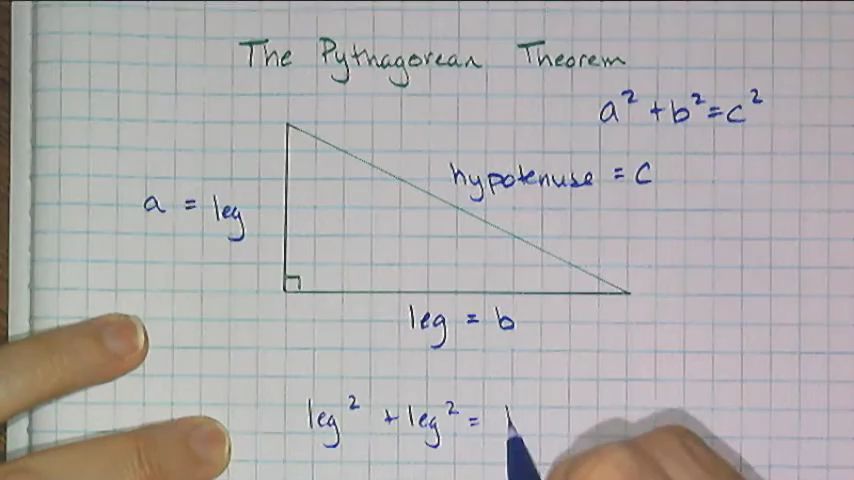 The Pythagorean Theorem
a² + b² = c²
hypotenuse = c
a = leg
leg = b
leg² + leg² =